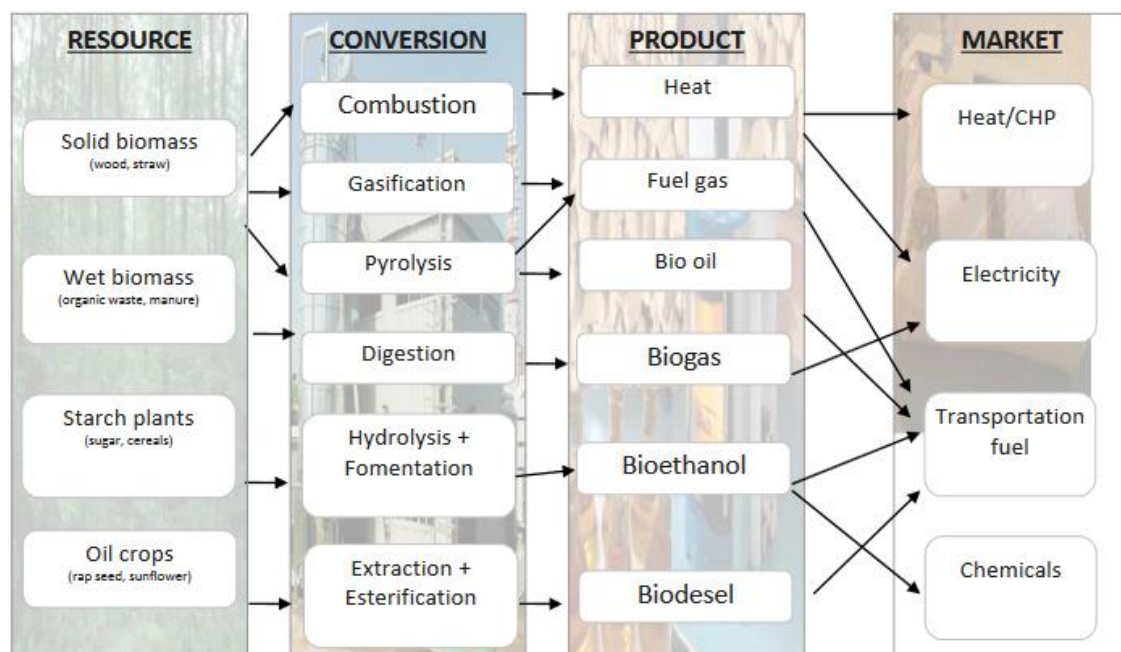 RESOURCE
Solid biomass
(wood, straw)
Wet biomass
(organic waste, manure)
Starch plants
(sugar, cereals)
Oil crops
(rap seed, sunflower)
CONVERSION
Combustion
Gasification
Pyrolysis
Digestion
Hydrolysis +
Fomentation
Extraction +
Esterification
PRODUCT
Heat
Fuel gas
Bio oil
Biogas
Bioethanol
Biodesel
MARKET
Heat/CHP
Electricity
Transportation
fuel
Chemicals